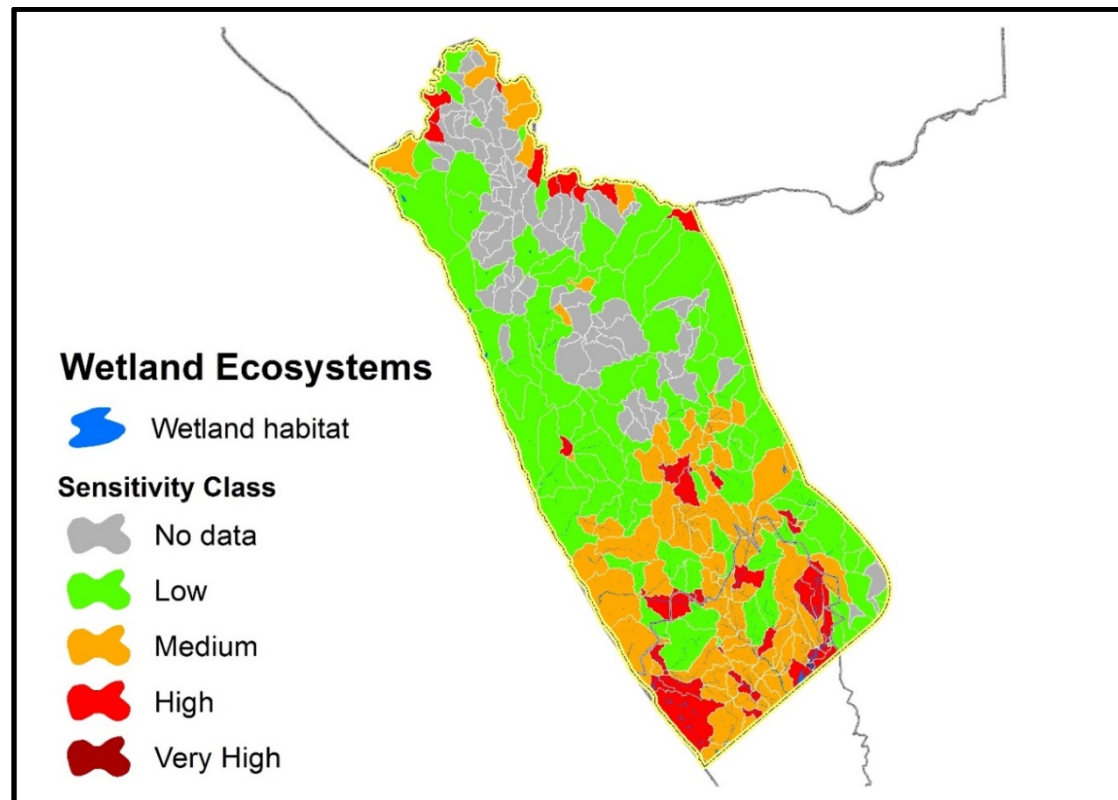 Wetland Ecosystems
Wetland habitat
Sensitivity Class
No data
Low
Medium
High
Very High